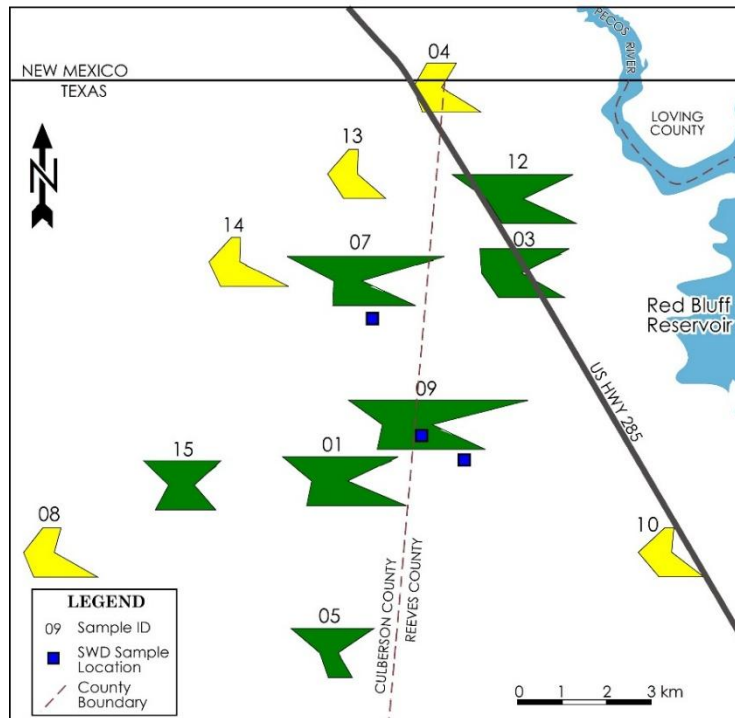 PECOS RIVER
04
NEW MEXICO
TEXAS
LOVING
COUNTY
13
12
14
07
03
Red Bluff
Reservoir
US HWY 285
09
15
01
08
10
CULBERSON COUNTY
REEVES COUNTY
05
LEGEND
09 Sample ID
SWD Sample
Location
County
Boundary
N
0 1 2 3 km